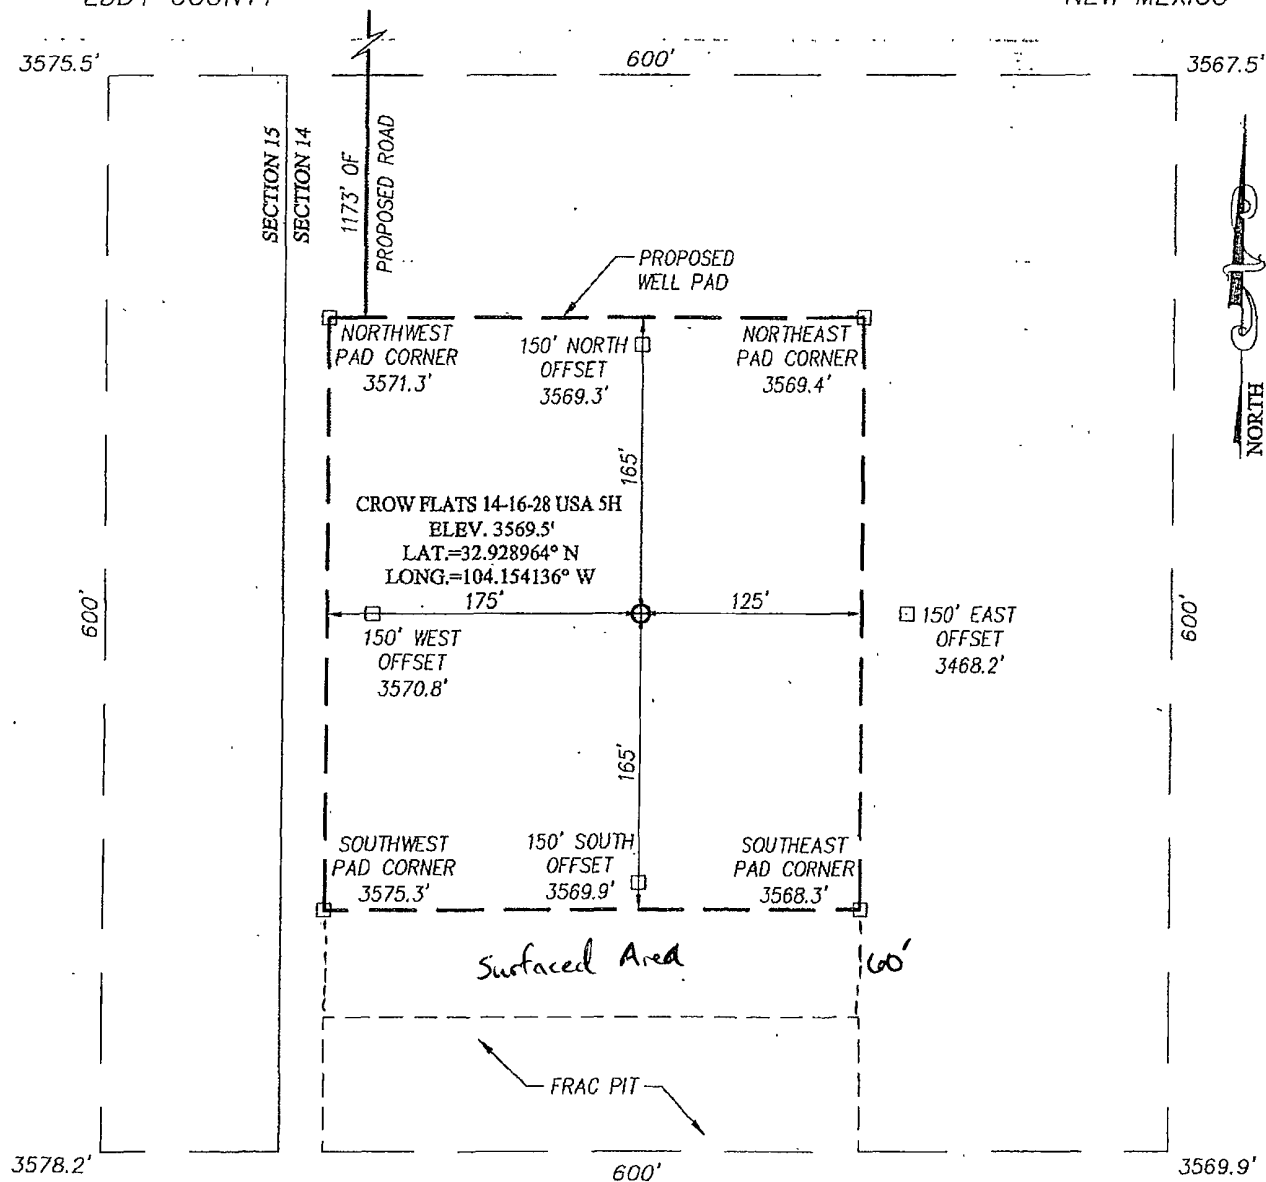 EDDY COUNTY
NEW MEXICO
3575.5'
600'
3567.5'
SECTION 15
SECTION 14
1173' OF
PROPOSED ROAD
PROPOSED
WELL PAD
NORTHWEST
PAD CORNER
3571.3'
150' NORTH
OFFSET
3569.3'
NORTHEAST
PAD CORNER
3569.4'
NORTH
165'
CROW FLATS 14-16-28 USA 5H
ELEV. 3569.5'
LAT.=32.928964° N
LONG.=104.154136° W
600'
175'
125'
600'
150' WEST
OFFSET
3570.8'
150' EAST
OFFSET
3468.2'
165'
SOUTHWEST
PAD CORNER
3575.3'
150' SOUTH
OFFSET
3569.9'
SOUTHEAST
PAD CORNER
3568.3'
Surfaced Area
60'
FRAC PIT
3578.2'
600'
3569.9'